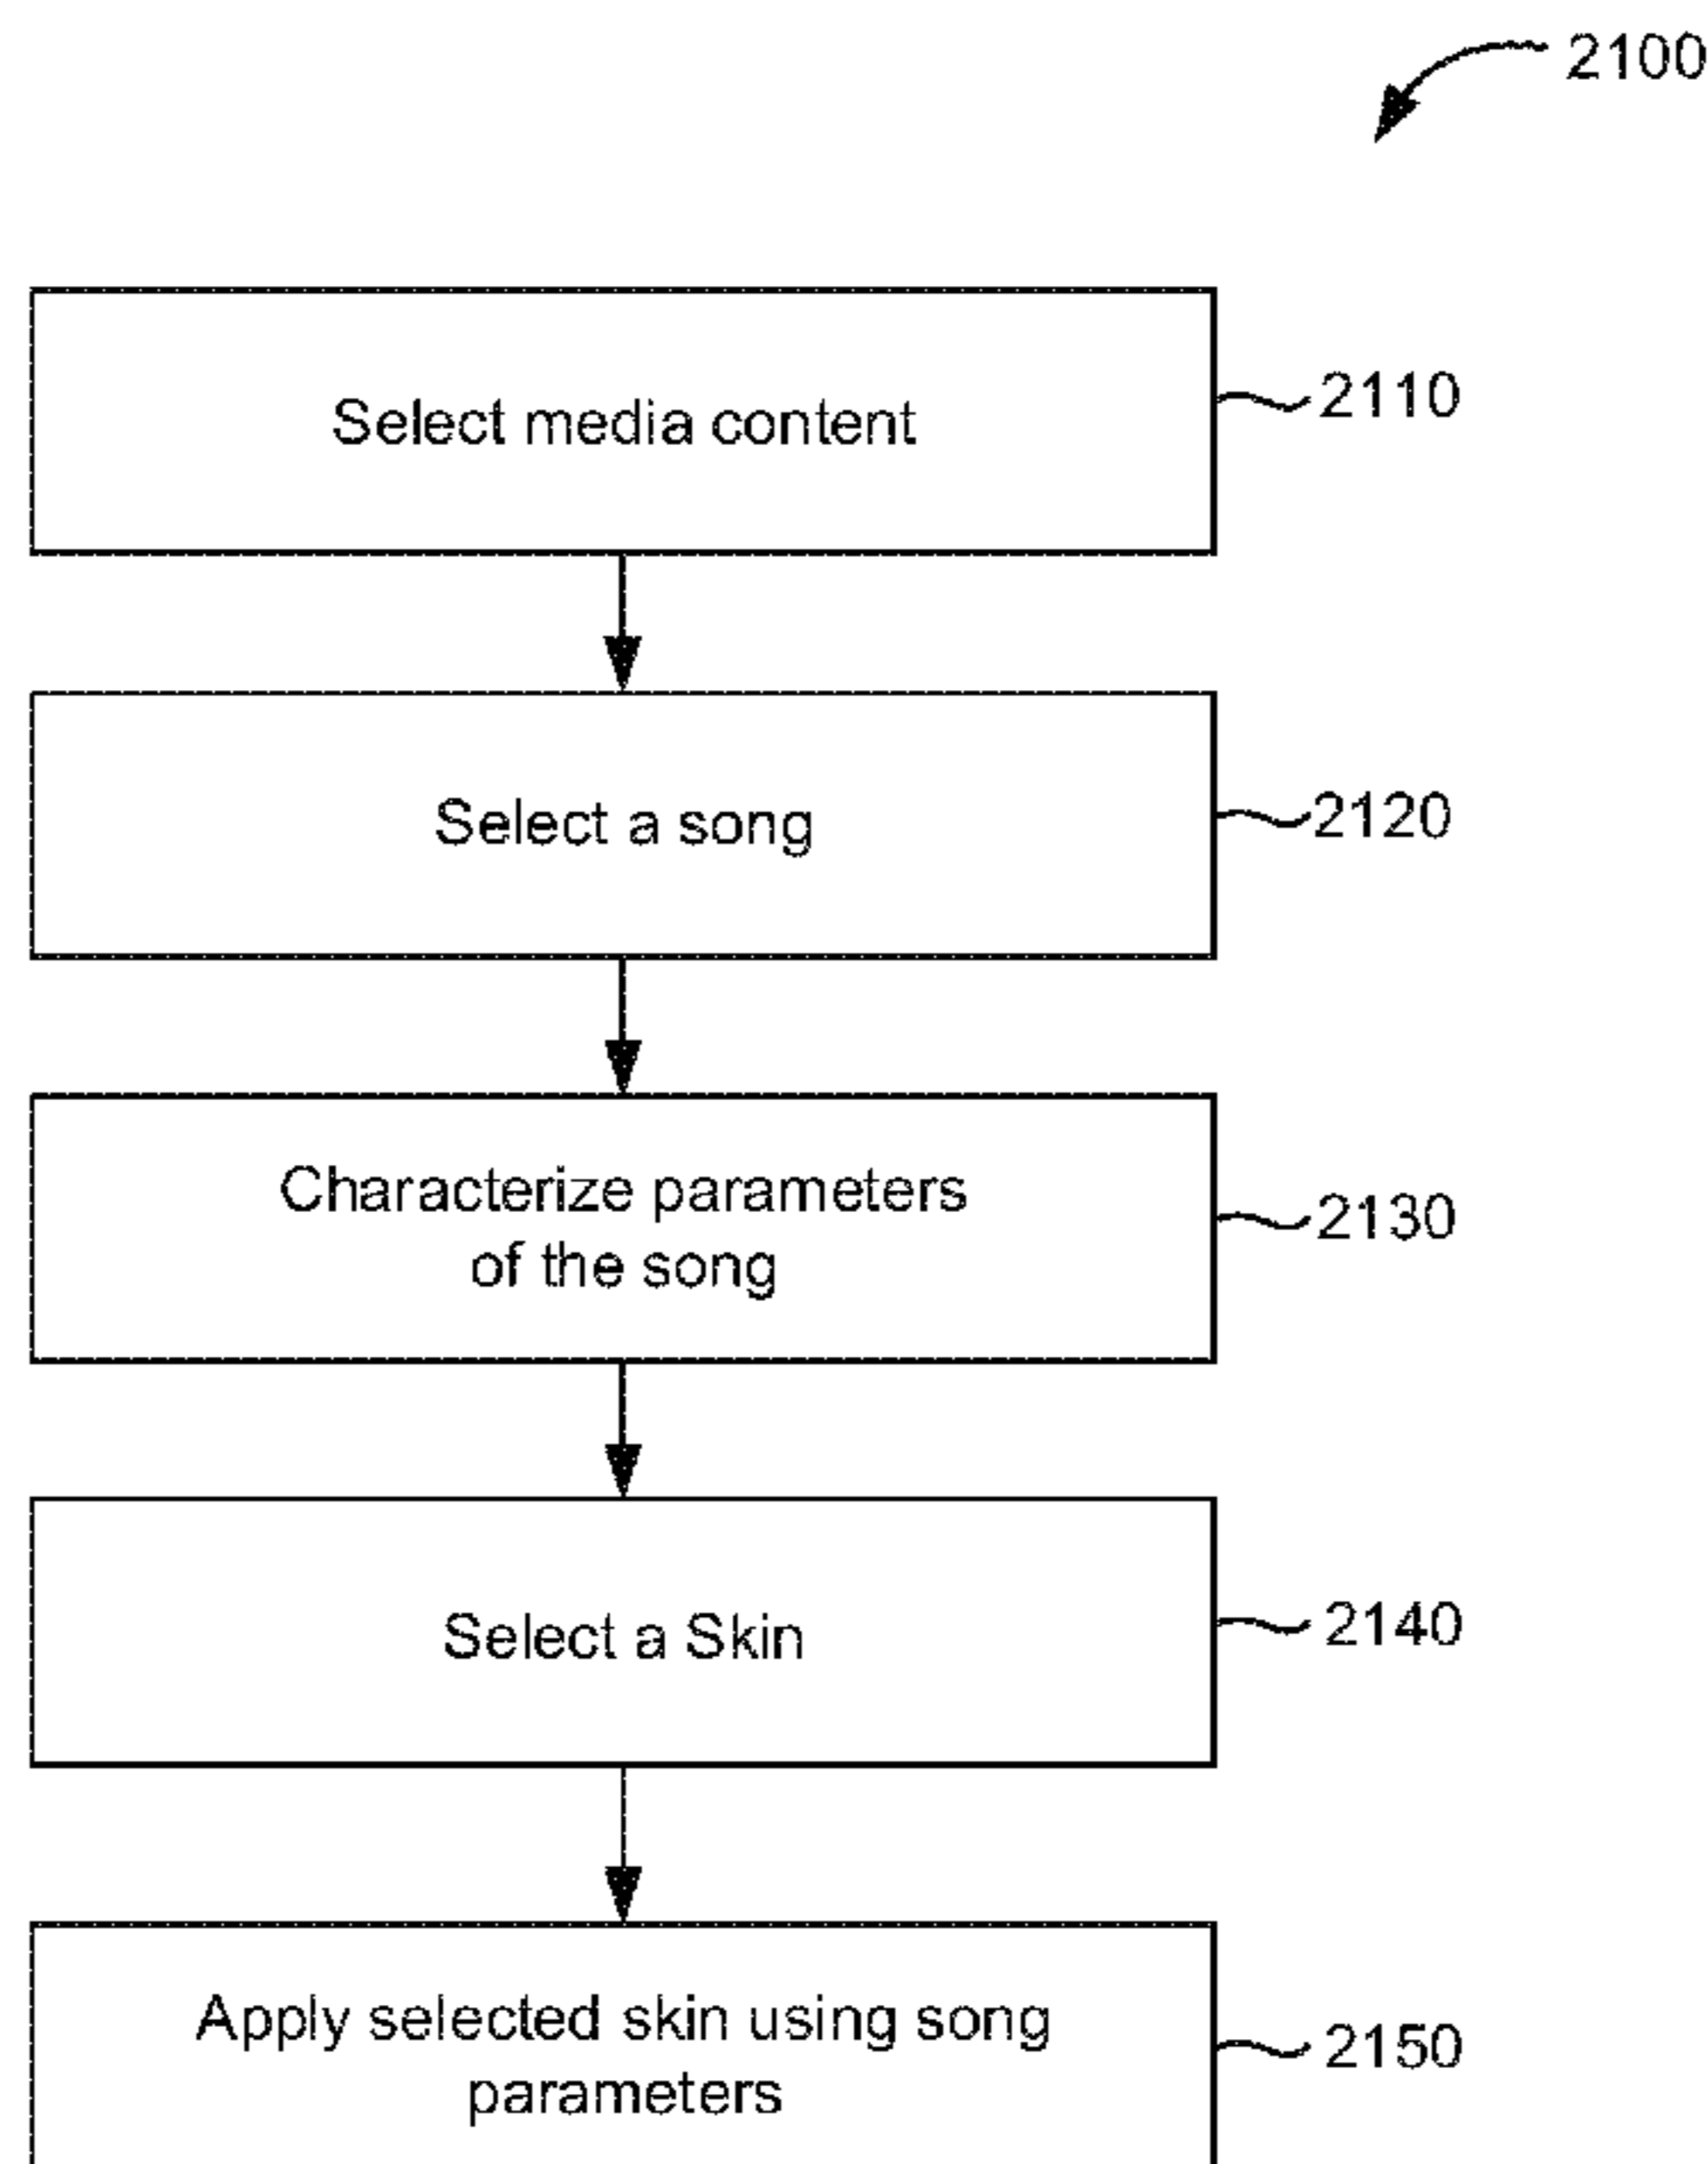 2100
Select media content
2110
Select a song
2120
Characterize parameters
of the song
2130
Select a Skin
2140
Apply selected skin using song
parameters
2150